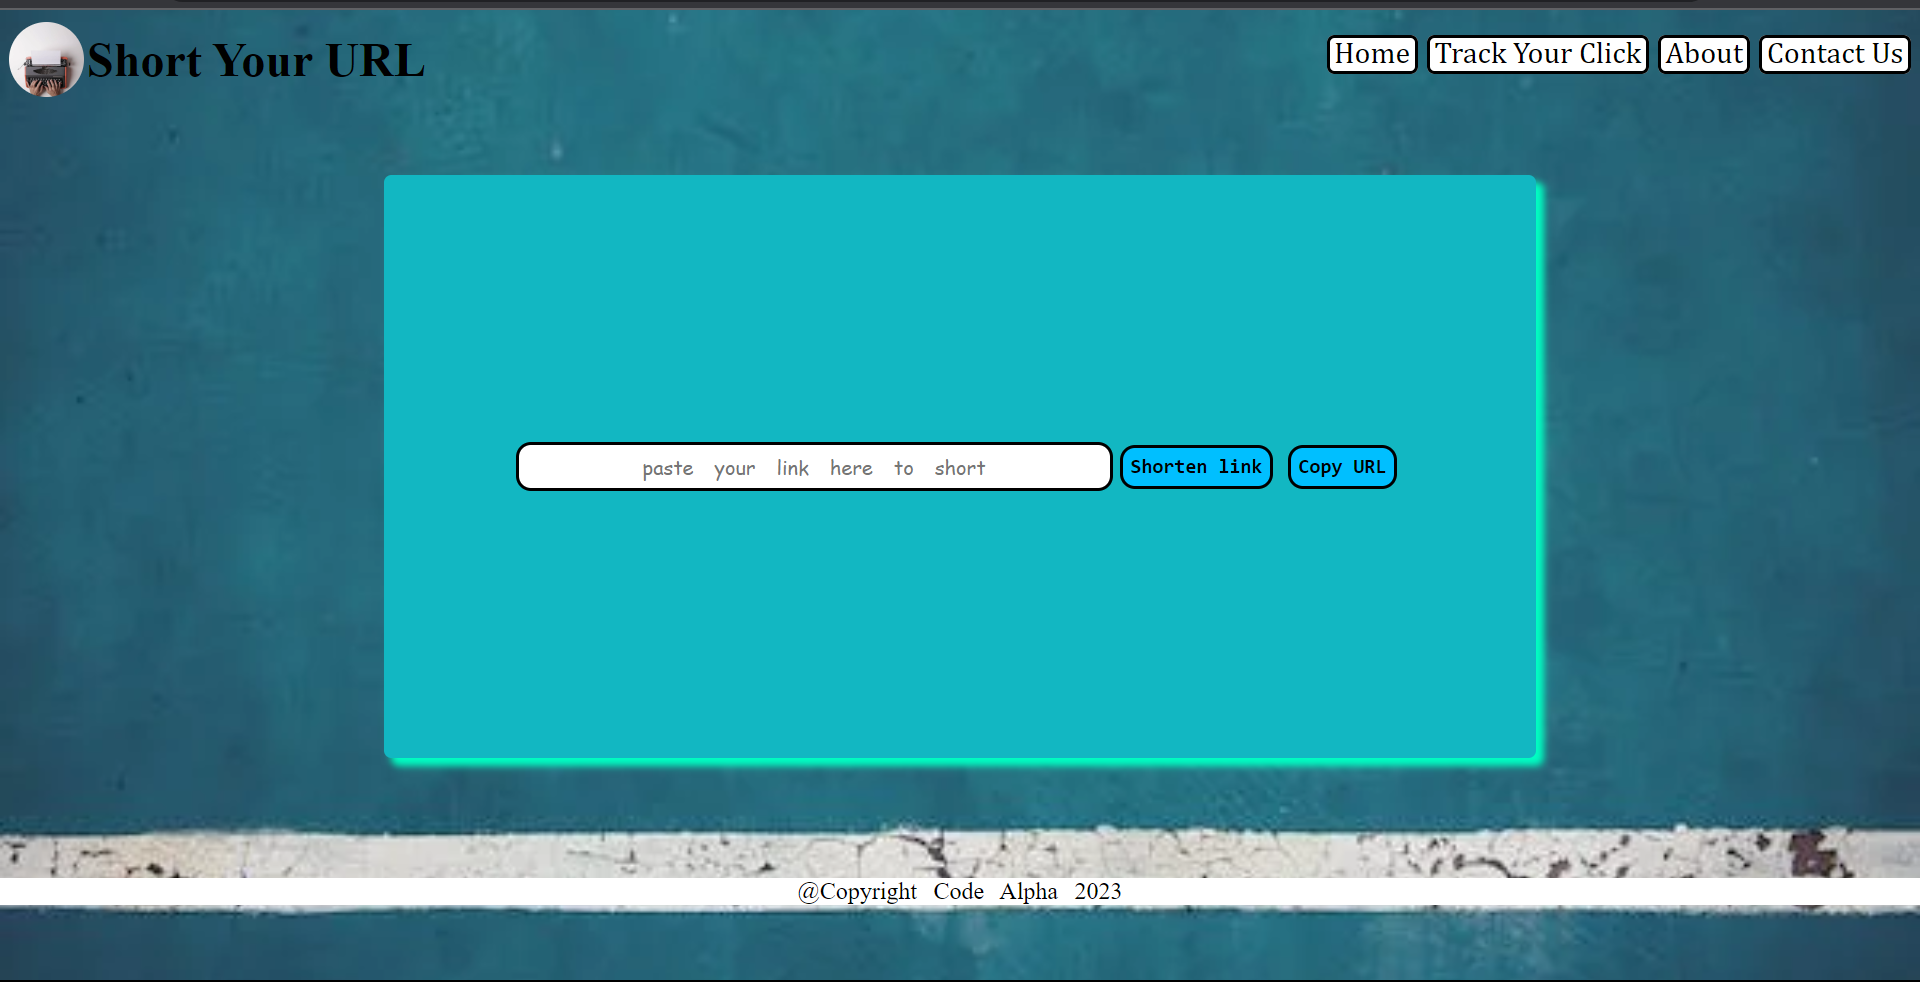 Short Your URL
Home Track Your Click About Contact Us
paste your link here to short Shorten link Copy URL
@Copyright Code Alpha 2023